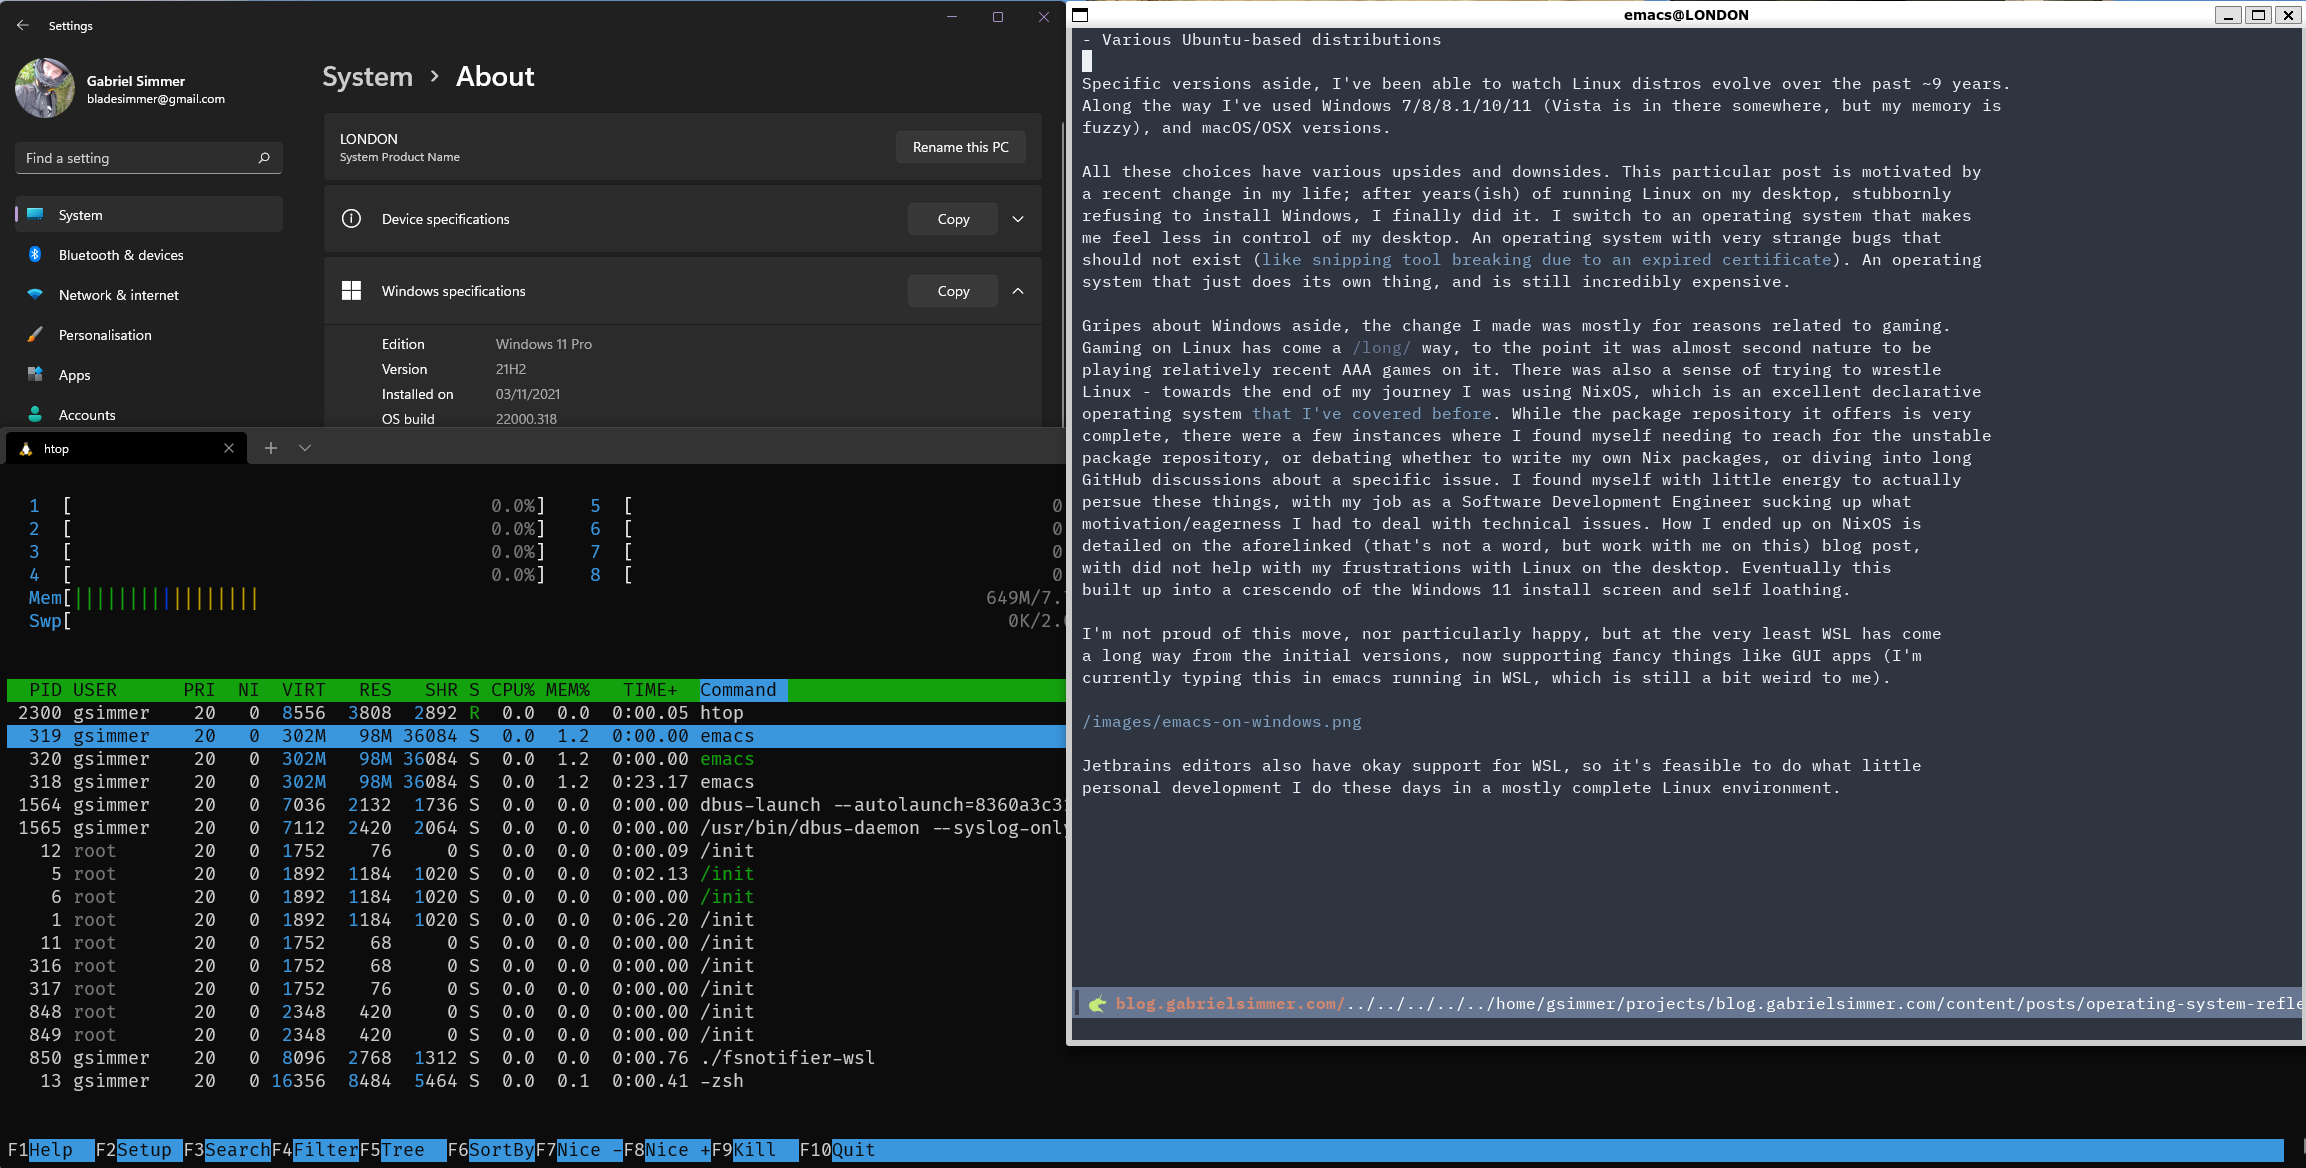 Settings
Gabriel Simmer
bladesimmer@gmail.com
Find a setting
System
Bluetooth & devices
Network & internet
Personalisation
Apps
Accounts
System > About
LONDON
System Product Name
Rename this PC
Device specifications Copy
Windows specifications Copy
Edition Windows 11 Pro
Version 21H2
Installed on 03/11/2021
OS build 22000.318
htop
1 [ 0.0%] 5 [ 0
2 [ 0.0%] 6 [ 0
3 [ 0.0%] 7 [ 0
4 [ 0.0%] 8 [ 0
Mem[||||||||||||||||| 649M/7.
Swp[ 0K/2.
PID USER PRI NI VIRT RES SHR S CPU% MEM% TIME+ Command
2300 gsimmer 20 0 8556 3808 2892 R 0.0 0.0 0:00.05 htop
319 gsimmer 20 0 302M 98M 36084 S 0.0 1.2 0:00.00 emacs
320 gsimmer 20 0 302M 98M 36084 S 0.0 1.2 0:00.00 emacs
318 gsimmer 20 0 302M 98M 36084 S 0.0 1.2 0:23.17 emacs
1564 gsimmer 20 0 7036 2132 1736 S 0.0 0.0 0:00.00 dbus-launch --autolaunch=8360a3c3
1565 gsimmer 20 0 7112 2420 2064 S 0.0 0.0 0:00.00 /usr/bin/dbus-daemon --syslog-only
12 root 20 0 1752 76 0 S 0.0 0.0 0:00.09 /init
5 root 20 0 1892 1184 1020 S 0.0 0.0 0:02.13 /init
6 root 20 0 1892 1184 1020 S 0.0 0.0 0:00.00 /init
1 root 20 0 1892 1184 1020 S 0.0 0.0 0:06.20 /init
11 root 20 0 1752 68 0 S 0.0 0.0 0:00.00 /init
316 root 20 0 1752 68 0 S 0.0 0.0 0:00.00 /init
317 root 20 0 1752 76 0 S 0.0 0.0 0:00.00 /init
848 root 20 0 2348 420 0 S 0.0 0.0 0:00.00 /init
849 root 20 0 2348 420 0 S 0.0 0.0 0:00.00 /init
850 gsimmer 20 0 8096 2768 1312 S 0.0 0.0 0:00.76 ./fsnotifier-wsl
13 gsimmer 20 0 16356 8484 5464 S 0.0 0.1 0:00.41 -zsh
F1Help F2Setup F3SearchF4FilterF5Tree F6SortByF7Nice -F8Nice +F9Kill F10Quit
emacs@LONDON
- Various Ubuntu-based distributions
Specific versions aside, I've been able to watch Linux distros evolve over the past ~9 years.
Along the way I've used Windows 7/8/8.1/10/11 (Vista is in there somewhere, but my memory is
fuzzy), and macOS/OSX versions.
All these choices have various upsides and downsides. This particular post is motivated by
a recent change in my life; after years(ish) of running Linux on my desktop, stubbornly
refusing to install Windows, I finally did it. I switch to an operating system that makes
me feel less in control of my desktop. An operating system with very strange bugs that
should not exist (like snipping tool breaking due to an expired certificate). An operating
system that just does its own thing, and is still incredibly expensive.
Gripes about Windows aside, the change I made was mostly for reasons related to gaming.
Gaming on Linux has come a /long/ way, to the point it was almost second nature to be
playing relatively recent AAA games on it. There was also a sense of trying to wrestle
Linux - towards the end of my journey I was using NixOS, which is an excellent declarative
operating system that I've covered before. While the package repository it offers is very
complete, there were a few instances where I found myself needing to reach for the unstable
package repository, or debating whether to write my own Nix packages, or diving into long
GitHub discussions about a specific issue. I found myself with little energy to actually
persue these things, with my job as a Software Development Engineer sucking up what
motivation/eagerness I had to deal with technical issues. How I ended up on NixOS is
detailed on the aforelinked (that's not a word, but work with me on this) blog post,
with did not help with my frustrations with Linux on the desktop. Eventually this
built up into a crescendo of the Windows 11 install screen and self loathing.
I'm not proud of this move, nor particularly happy, but at the very least WSL has come
a long way from the initial versions, now supporting fancy things like GUI apps (I'm
currently typing this in emacs running in WSL, which is still a bit weird to me).
/images/emacs-on-windows.png
Jetbrains editors also have okay support for WSL, so it's feasible to do what little
personal development I do these days in a mostly complete Linux environment.
blog.gabrielsimmer.com/../../../../../home/gsimmer/projects/blog.gabrielsimmer.com/content/posts/operating-system-refle